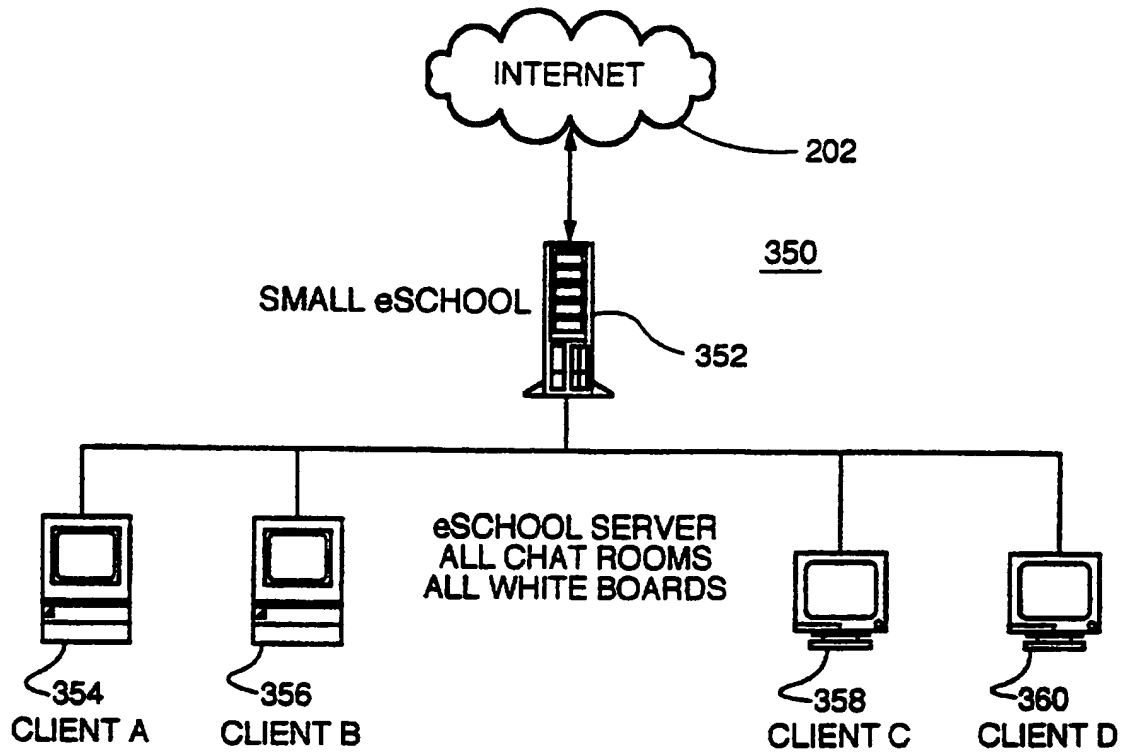 INTERNET
202
350
SMALL eSCHOOL
352
eSCHOOL SERVER
ALL CHAT ROOMS
ALL WHITE BOARDS
354
CLIENT A
356
CLIENT B
358
CLIENT C
360
CLIENT D